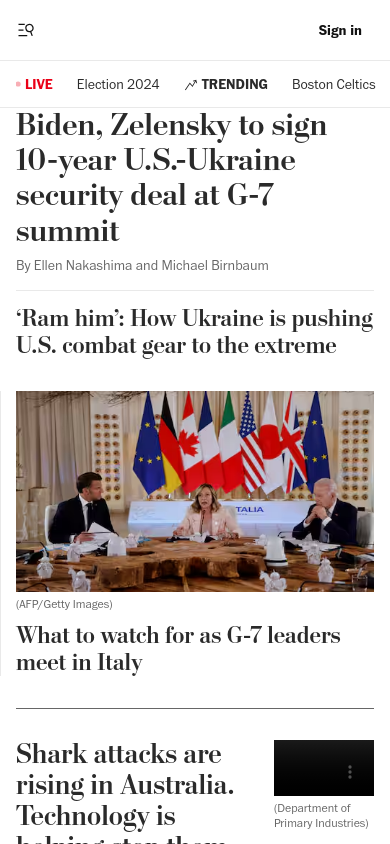 Sign in
LIVE Election 2024 TRENDING Boston Celtics
Biden, Zelensky to sign
10-year U.S.-Ukraine
security deal at G-7
summit
By Ellen Nakashima and Michael Birnbaum
‘Ram him’: How Ukraine is pushing
U.S. combat gear to the extreme
ITALIA
(AFP/Getty Images)
What to watch for as G-7 leaders
meet in Italy
Shark attacks are
rising in Australia.
Technology is
helping stop them
(Department of
Primary Industries)